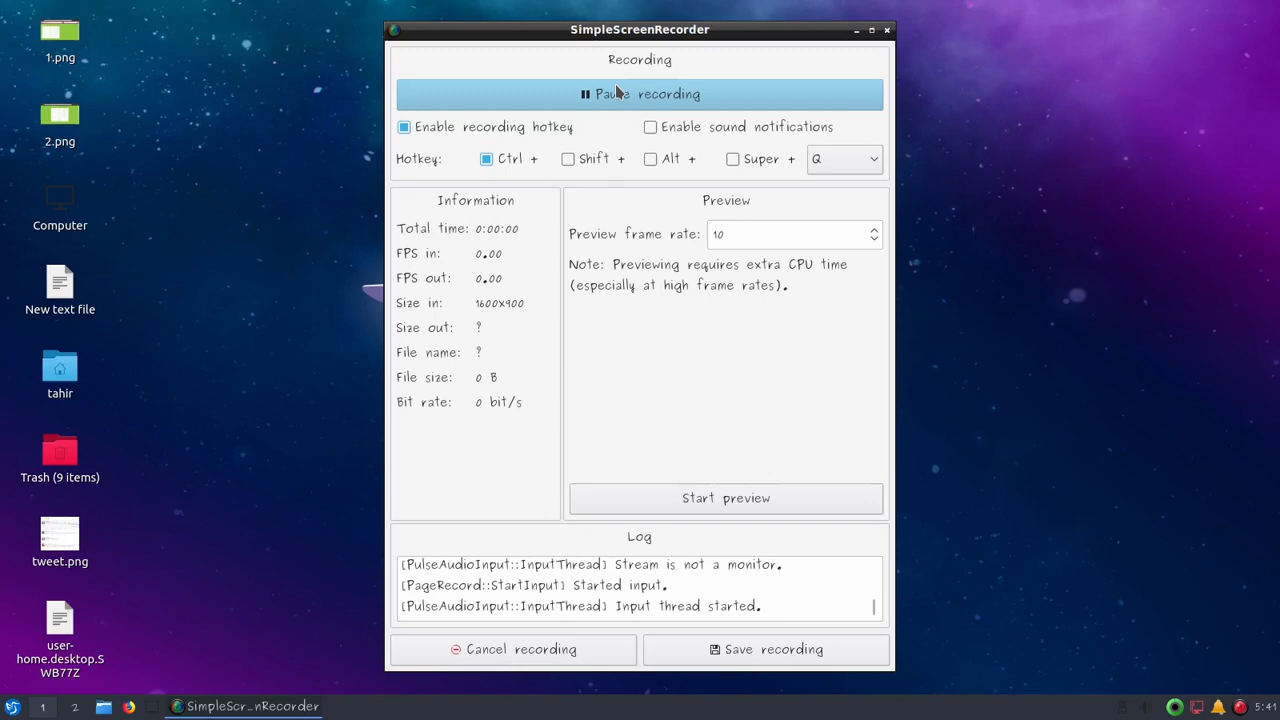 1.png
2.png
Computer
New text file
tahir
Trash (9 items)
tweet.png
user-
home.desktop.S
WB77Z
SimpleScreenRecorder
Recording
Pause recording
Enable recording hotkey
Enable sound notifications
Hotkey: Ctrl + Shift + Alt + Super + Q
Information
Total time: 0:00:00
FPS in: 0.00
FPS out: 0.00
Size in: 1600x900
Size out: ?
File name: ?
File size: 0 B
Bit rate: 0 bit/s
Preview
Preview frame rate: 10
Note: Previewing requires extra CPU time
(especially at high frame rates).
Start preview
Log
[PulseAudioInput::InputThread] Stream is not a monitor.
[PageRecord::StartInput] Started input.
[PulseAudioInput::InputThread] Input thread started.
Cancel recording
Save recording
1
2
SimpleScr...nRecorder
5:41